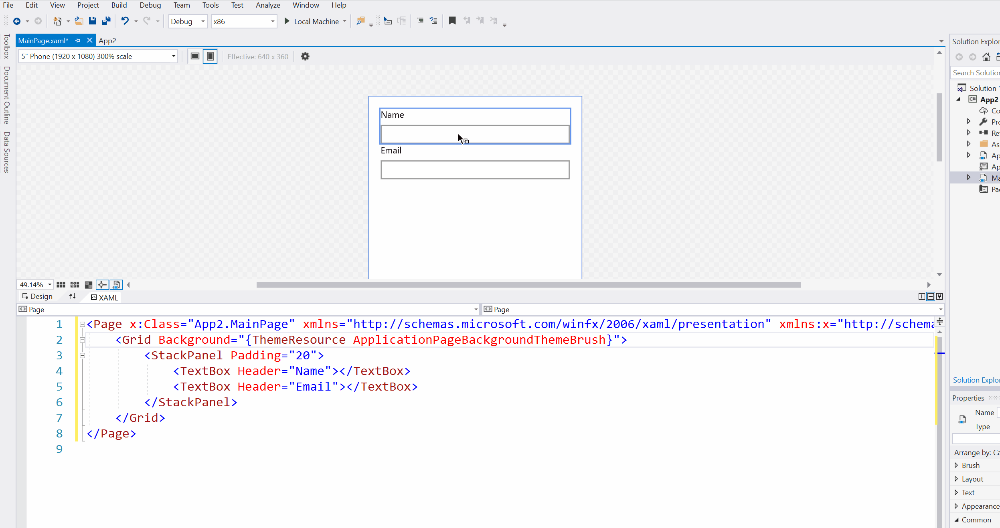 File Edit View Project Build Debug Team Tools Test Analyze Window Help
Debug x86 Local Machine
MainPage.xaml* App2
5" Phone (1920 x 1080) 300% scale Effective: 640 x 360
Toolbox
Document Outline
Data Sources
Name
Email
49.14%
Design XAML
Page Page
1 <Page x:Class="App2.MainPage" xmlns="http://schemas.microsoft.com/winfx/2006/xaml/presentation" xmlns:x="http://schema
2 <Grid Background="{ThemeResource ApplicationPageBackgroundThemeBrush}">
3 <StackPanel Padding="20">
4 <TextBox Header="Name"></TextBox>
5 <TextBox Header="Email"></TextBox>
6 </StackPanel>
7 </Grid>
8 </Page>
9
Solution Explor
Search Solution
Solution '
C# App2
Co
Pro
Re
As
Ap
Ap
Ma
Pac
Solution Explor
Properties
Name
Type
Arrange by: Ca
Brush
Layout
Text
Appearance
Common